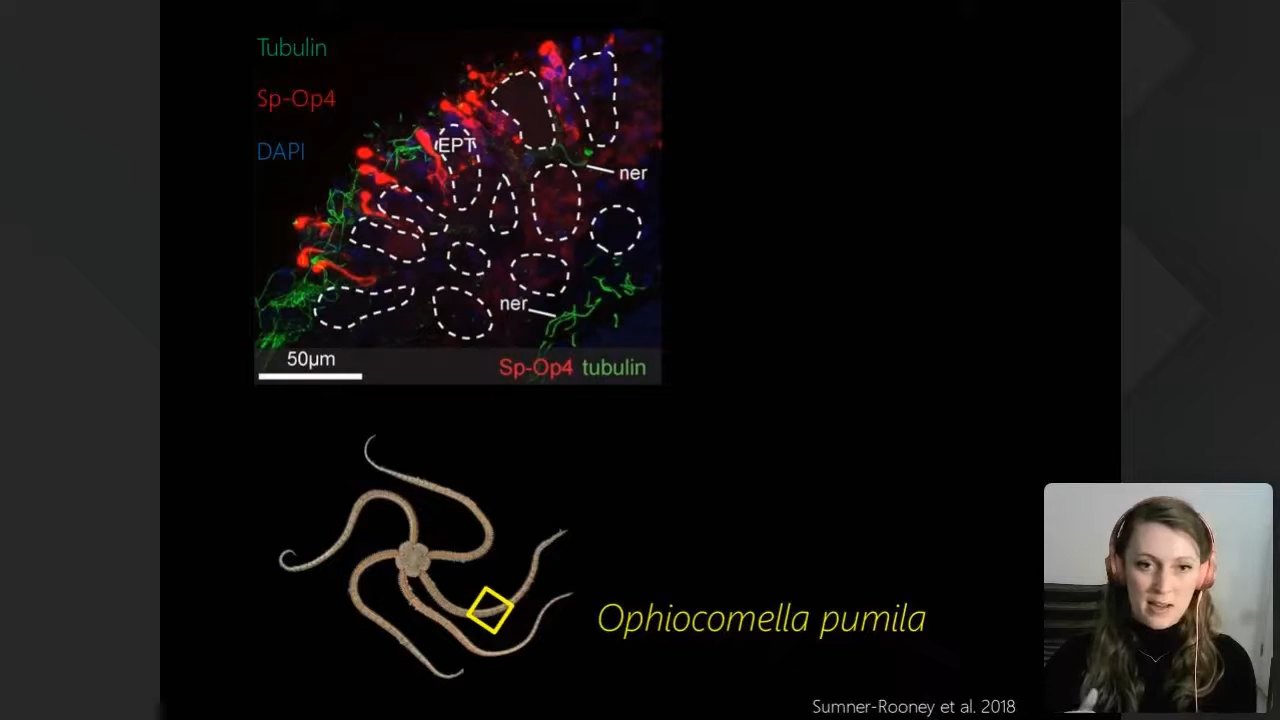 Tubulin
Sp-Op4
DAPI
EPT
ner
ner
50µm
Sp-Op4 tubulin
Ophiocomella pumila
Sumner-Rooney et al. 2018